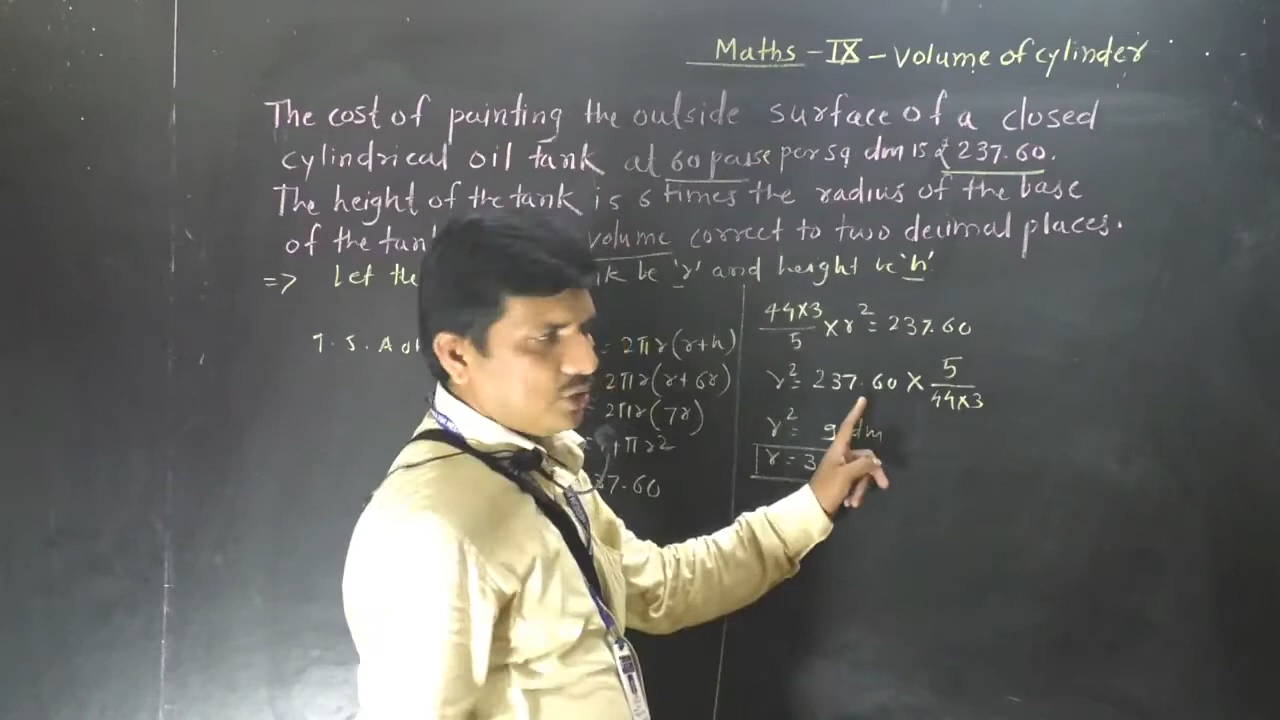 Maths - IX - Volume of cylinder
The cost of painting the outside surface of a closed
cylindrical oil tank at 60 paise per sq dm is ₹ 237.60.
The height of the tank is 6 times the radius of the base
of the tan volume correct to two decimal places.
=> Let the be 'r' and height be 'h'
T. S. A of = 2πr(r+h)
2πr(r+6r)
= 2πr(7r)
πr2
37.60
44×3/5 × r² = 237.60
r² = 237.60 × 5/44×3
r² = 9 dm
r = 3